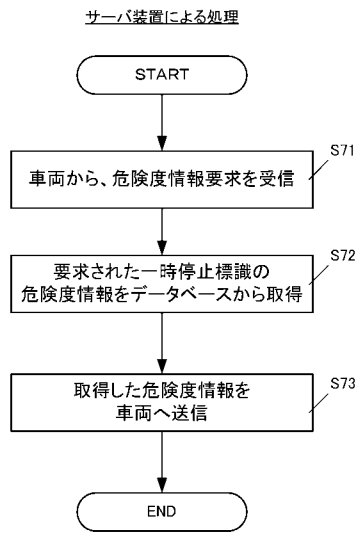 サーバ装置による処理
START
S71
車両から、危険度情報要求を受信
S72
要求された一時停止標識の
危険度情報をデータベースから取得
S73
取得した危険度情報を
車両へ送信
END